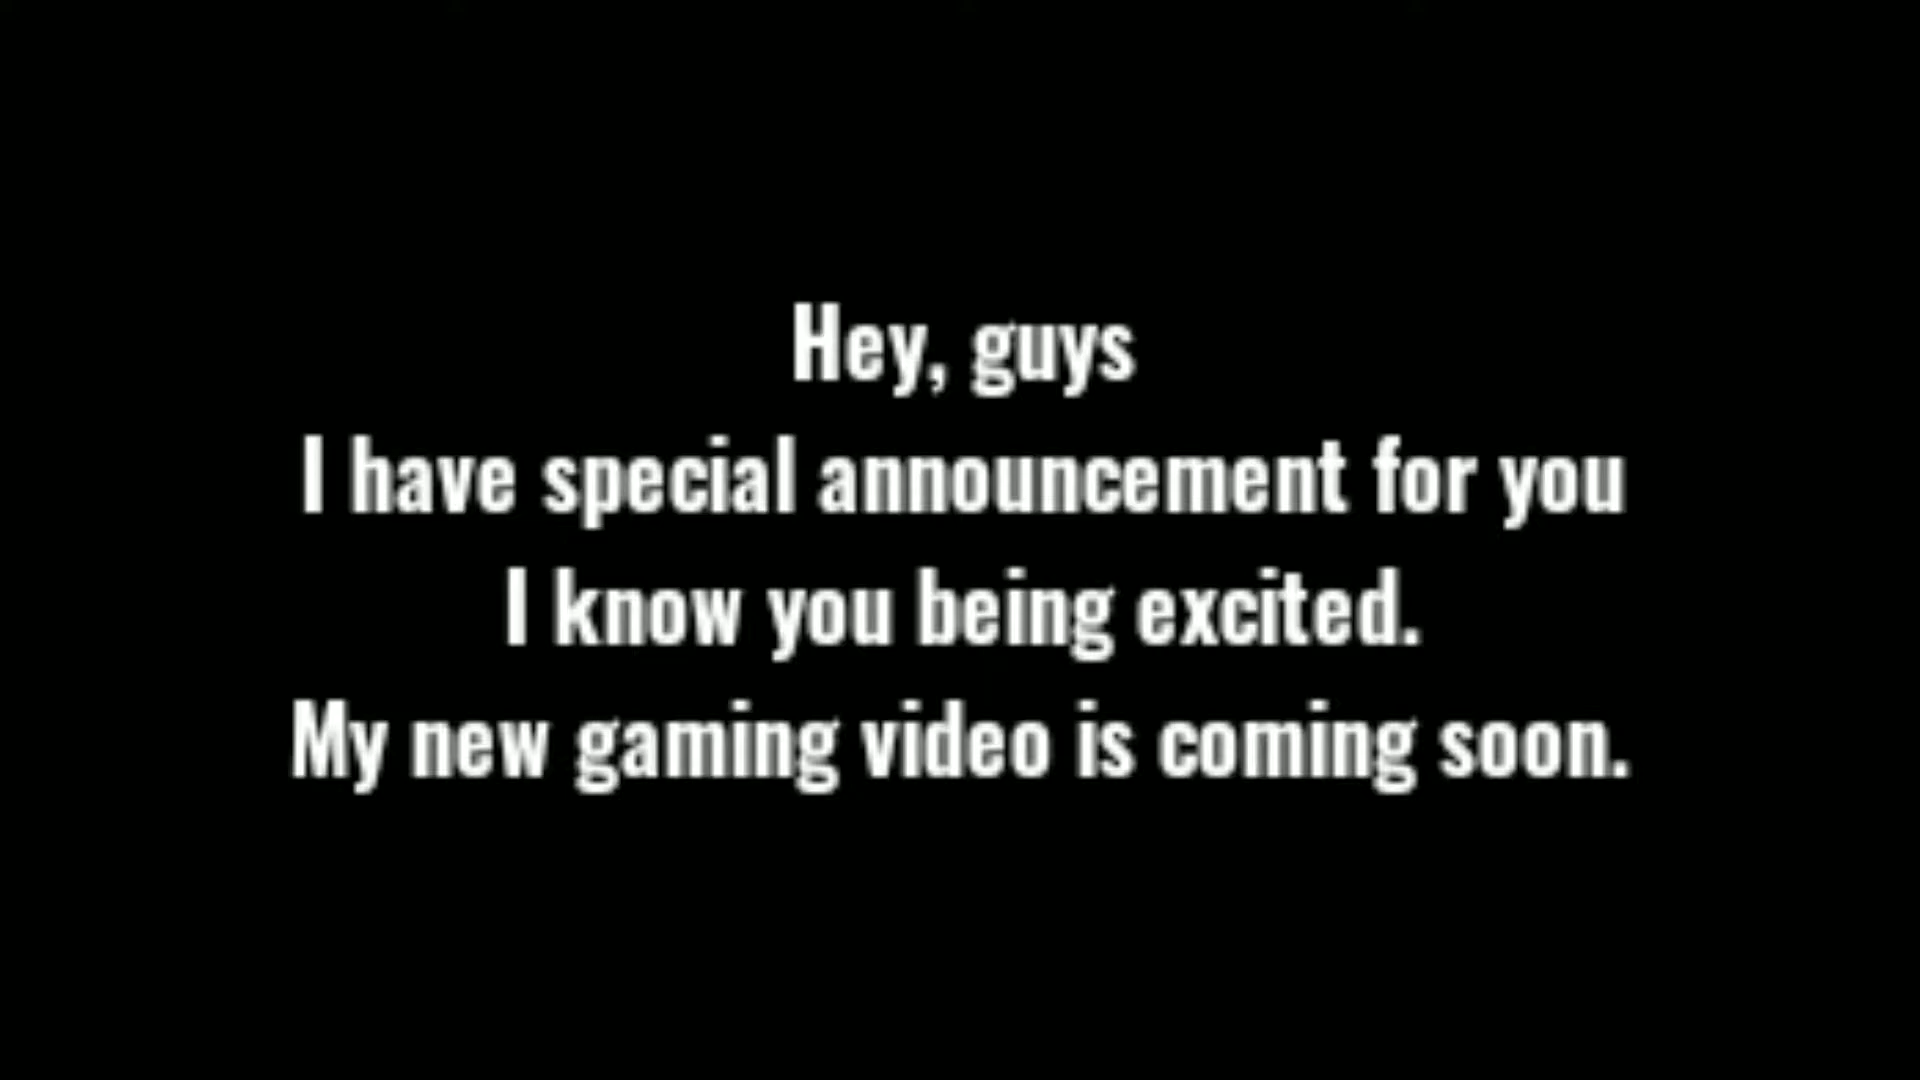 Hey, guys
I have special announcement for you
I know you being excited.
My new gaming video is coming soon.